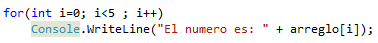 for(int i=0; i<5 ; i++)
Console.WriteLine("El numero es: " + arreglo[i]);